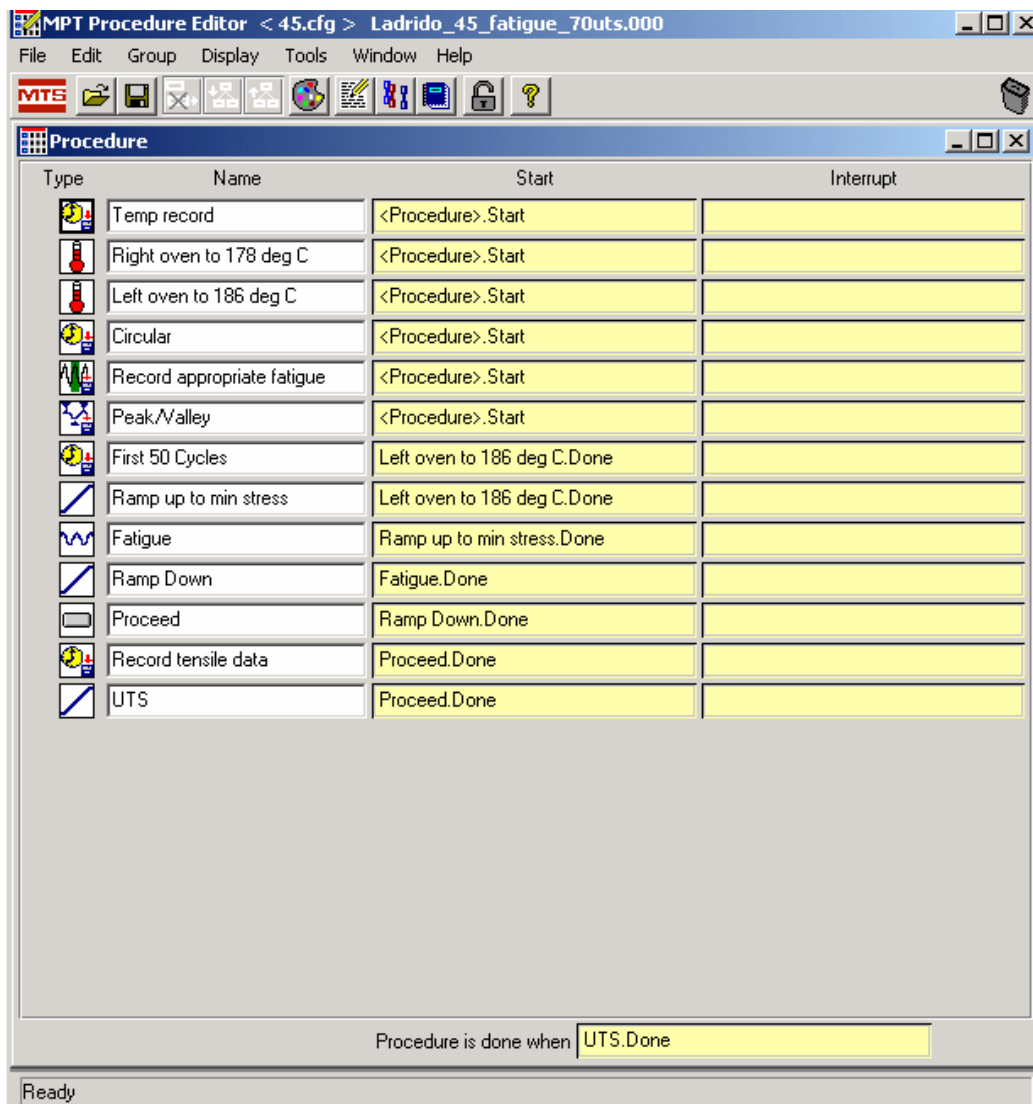 MPT Procedure Editor < 45.cfg > Ladrido_45_fatigue_70uts.000
File Edit Group Display Tools Window Help
MTS
Procedure
Type Name Start Interrupt
Temp record <Procedure>.Start
Right oven to 178 deg C <Procedure>.Start
Left oven to 186 deg C <Procedure>.Start
Circular <Procedure>.Start
Record appropriate fatigue <Procedure>.Start
Peak/Valley <Procedure>.Start
First 50 Cycles Left oven to 186 deg C.Done
Ramp up to min stress Left oven to 186 deg C.Done
Fatigue Ramp up to min stress.Done
Ramp Down Fatigue.Done
Proceed Ramp Down.Done
Record tensile data Proceed.Done
UTS Proceed.Done
Procedure is done when UTS.Done
Ready